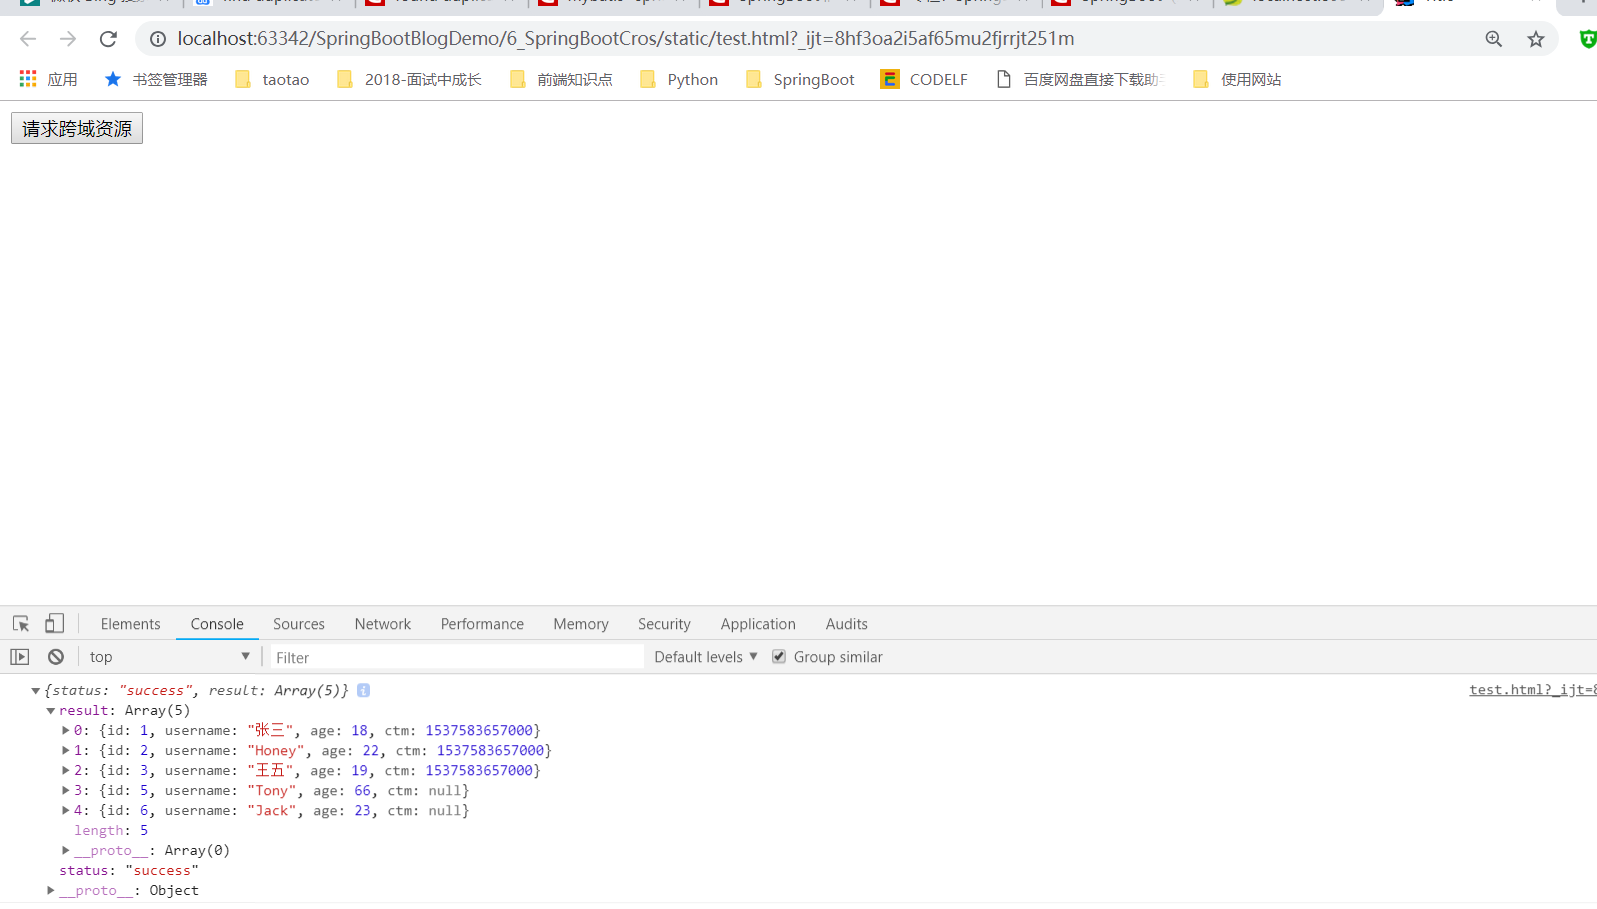 localhost:63342/SpringBootBlogDemo/6_SpringBootCros/static/test.html?_ijt=8hf3oa2i5af65mu2fjrrjt251m
应用 书签管理器 taotao 2018-面试中成长 前端知识点 Python SpringBoot CODELF 百度网盘直接下载助 使用网站
请求跨域资源
Elements Console Sources Network Performance Memory Security Application Audits
top Filter Default levels Group similar
{status: "success", result: Array(5)} test.html?_ijt=8
result: Array(5)
0: {id: 1, username: "张三", age: 18, ctm: 1537583657000}
1: {id: 2, username: "Honey", age: 22, ctm: 1537583657000}
2: {id: 3, username: "王五", age: 19, ctm: 1537583657000}
3: {id: 5, username: "Tony", age: 66, ctm: null}
4: {id: 6, username: "Jack", age: 23, ctm: null}
length: 5
__proto__: Array(0)
status: "success"
__proto__: Object